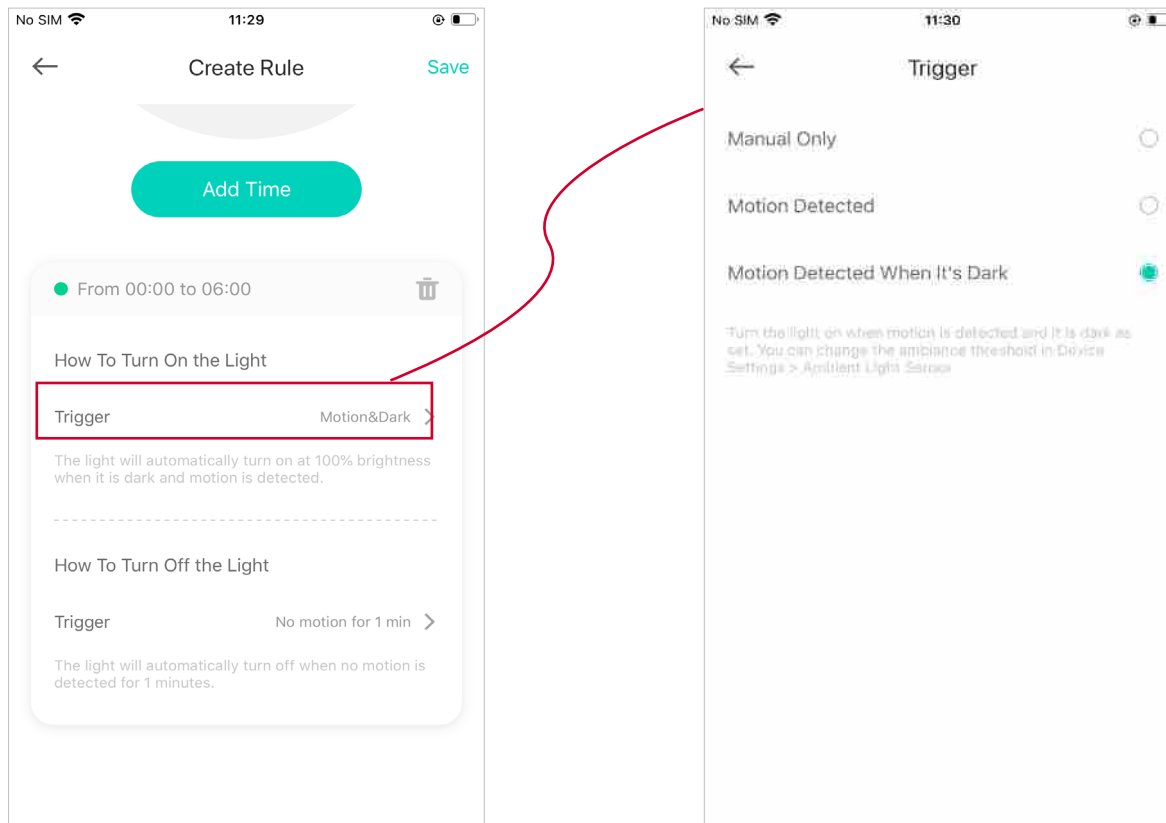 No SIM 11:29
Create Rule Save
Add Time
From 00:00 to 06:00
How To Turn On the Light
Trigger Motion&Dark
The light will automatically turn on at 100% brightness
when it is dark and motion is detected.
How To Turn Off the Light
Trigger No motion for 1 min
The light will automatically turn off when no motion is
detected for 1 minutes.
No SIM 11:30
Trigger
Manual Only
Motion Detected
Motion Detected When It's Dark
Turn the light on when motion is detected and it is dark as
set. You can change the ambiance threshold in Device
Settings > Ambient Light Sensor